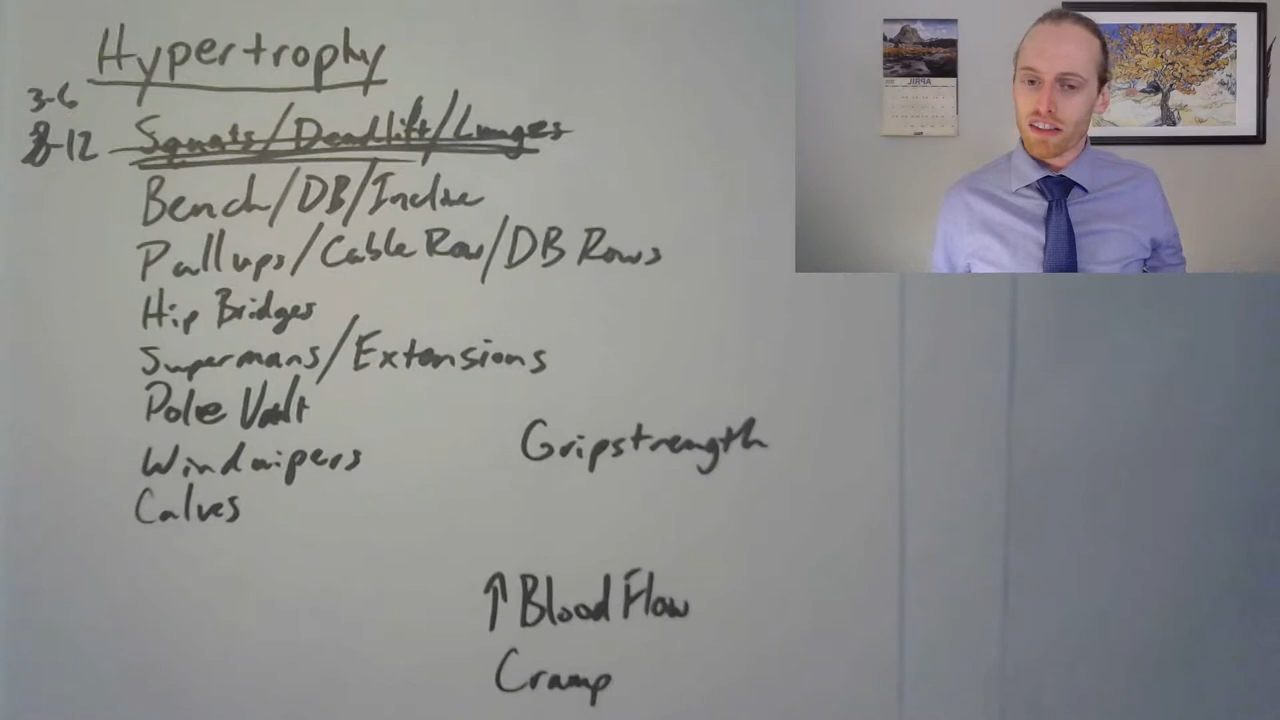 Hypertrophy
3-6
8-12 Squats/Deadlift/Lunges
Bench/DB/Incline
Pullups/Cable Row/DB Rows
Hip Bridges
Supermans/Extensions
Pole Vault
Windwipers
Calves
Gripstrength
↑ Blood Flow
Cramp
APRIL